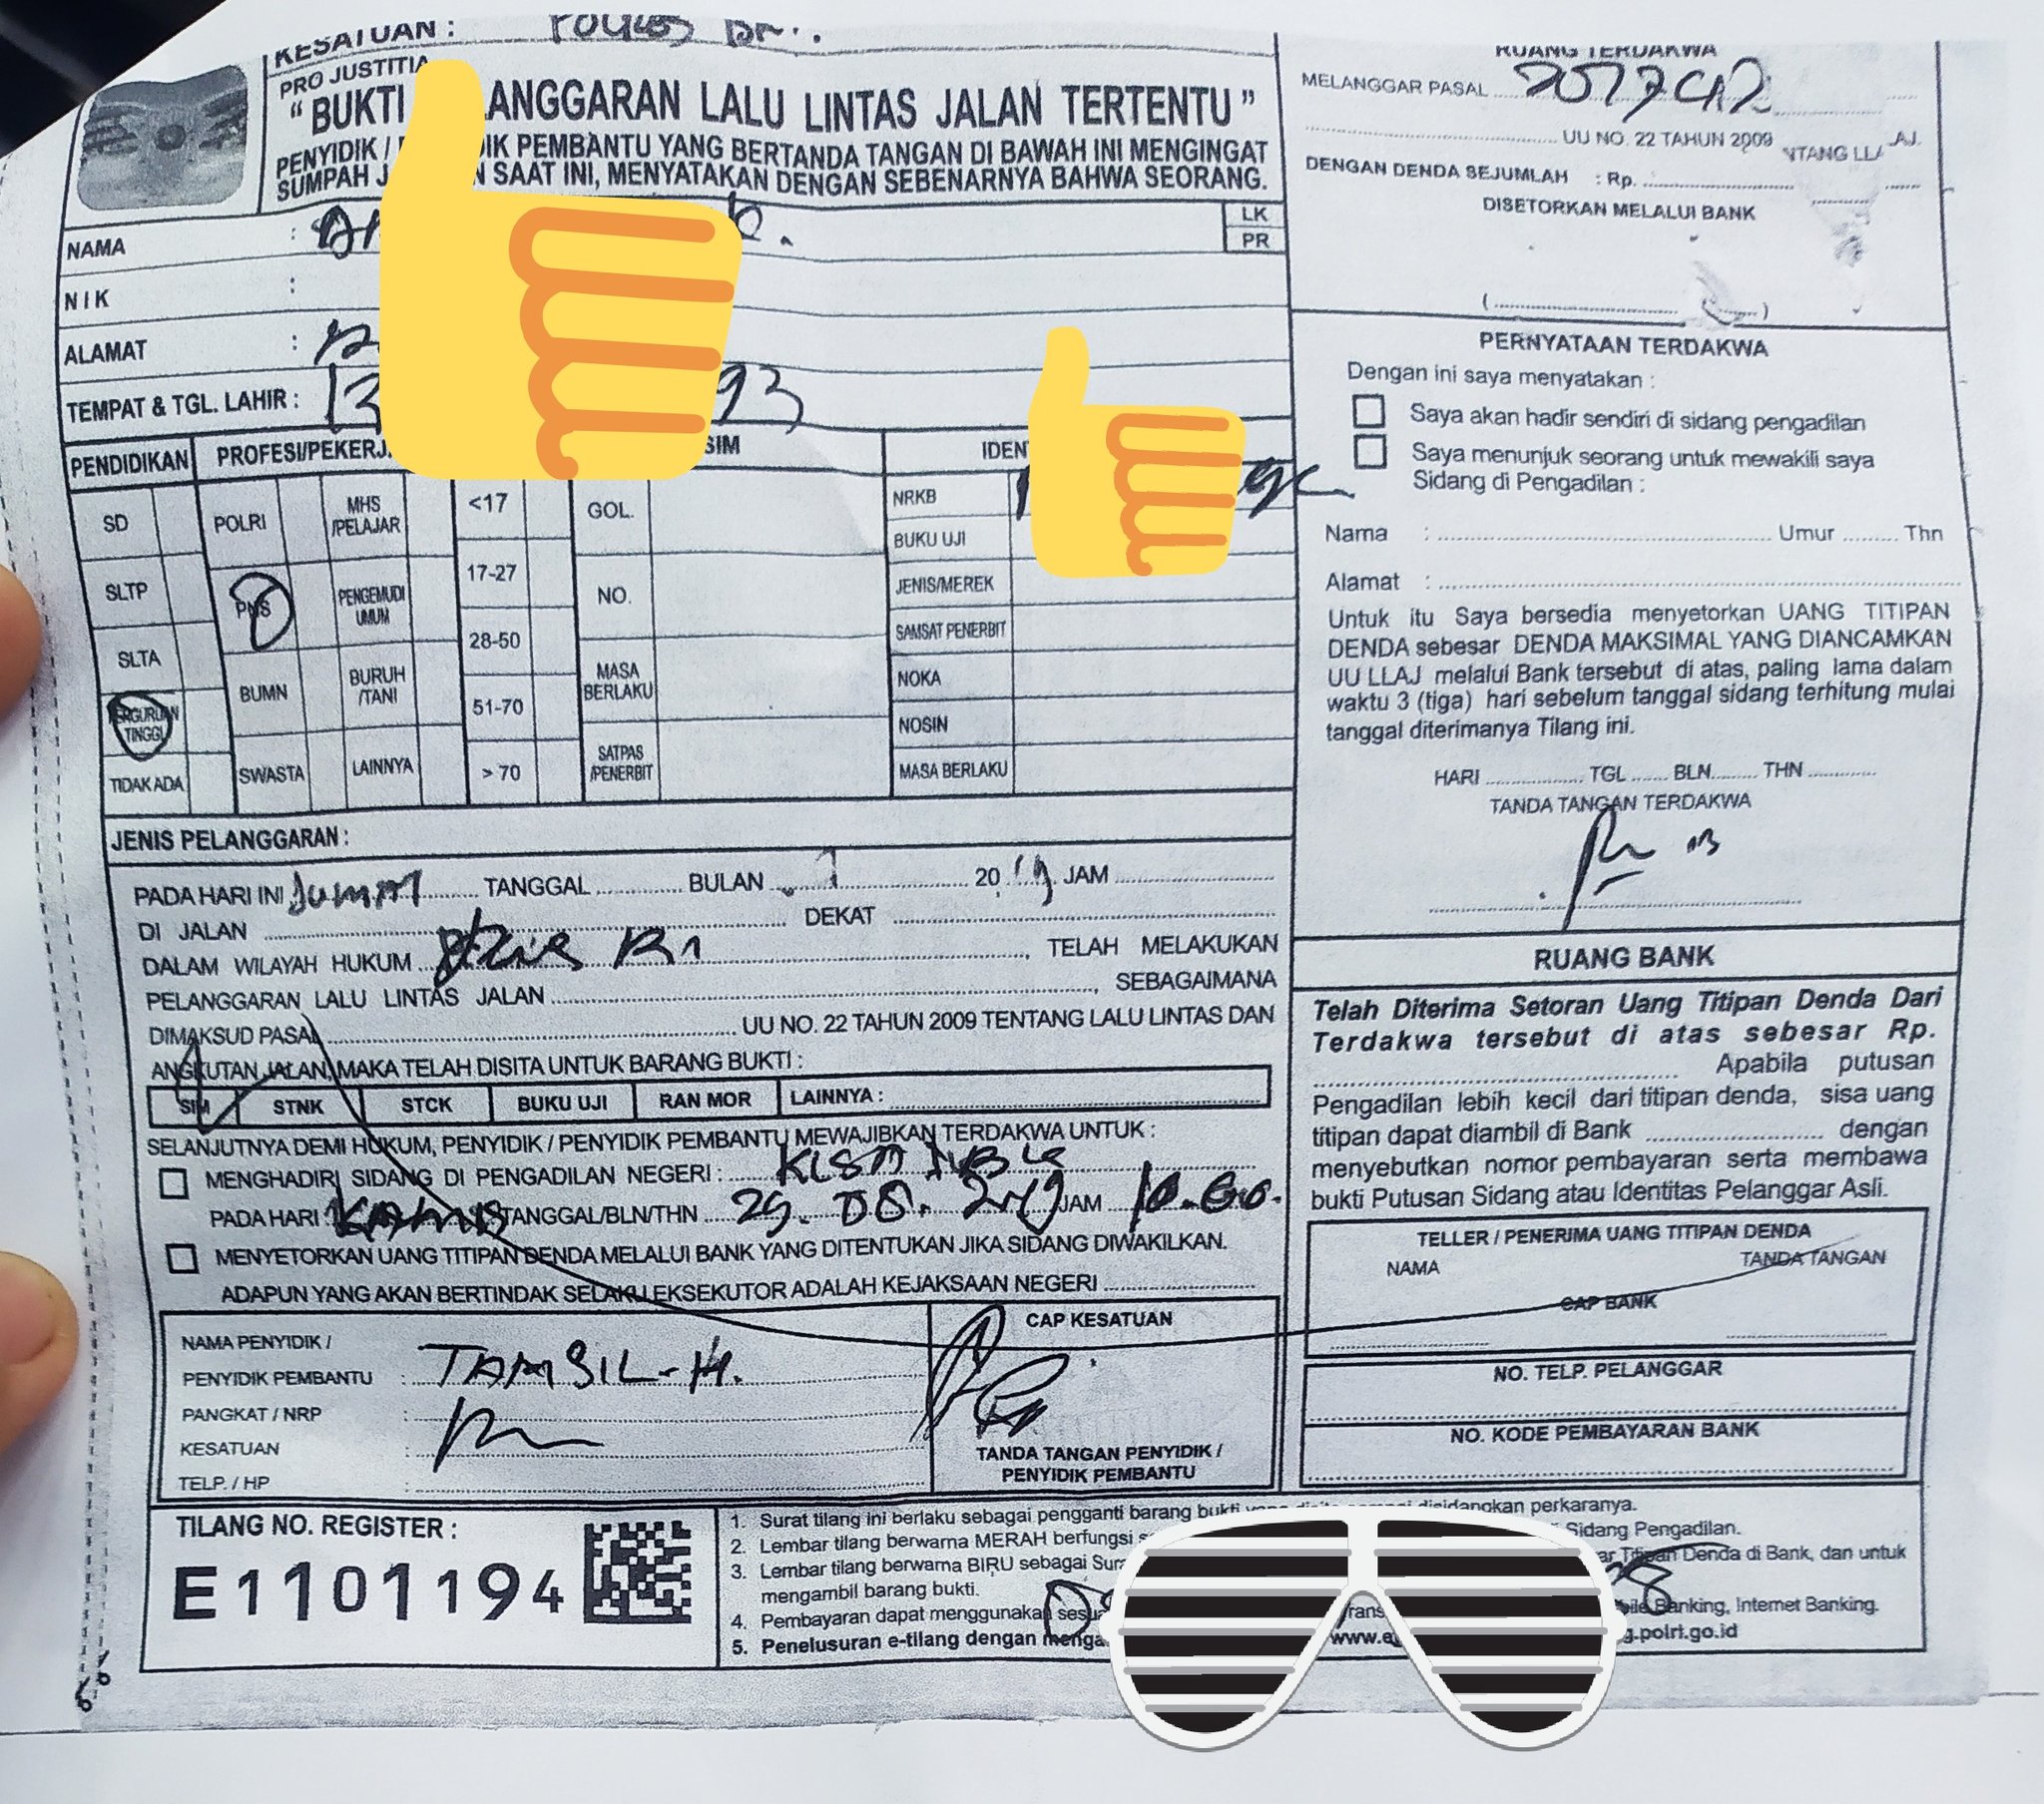 KESATUAN :
PRO JUSTITIA
“ BUKTI LANGGARAN LALU LINTAS JALAN TERTENTU ”
PENYIDIK / IK PEMBANTU YANG BERTANDA TANGAN DI BAWAH INI MENGINGAT
SUMPAH J N SAAT INI, MENYATAKAN DENGAN SEBENARNYA BAHWA SEORANG.
NAMA :
LK
PR
NIK :
ALAMAT :
TEMPAT & TGL. LAHIR : 13 93
PENDIDIKAN PROFESI/PEKERJ SIM IDEN
SD POLRI MHS /PELAJAR <17 GOL. NRKB
BUKU UJI
SLTP PNS PENGEMUDI UMUM 17-27 NO. JENIS/MEREK
28-50 SAMSAT PENERBIT
SLTA BUMN BURUH /TANI MASA BERLAKU NOKA
PERGURUAN TINGGI 51-70 NOSIN
TIDAK ADA SWASTA LAINNYA > 70 SATPAS /PENERBIT MASA BERLAKU
JENIS PELANGGARAN :
PADA HARI INI Jumat TANGGAL BULAN 20 19 JAM
DI JALAN DEKAT
DALAM WILAYAH HUKUM , TELAH MELAKUKAN
PELANGGARAN LALU LINTAS JALAN , SEBAGAIMANA
DIMAKSUD PASAL UU NO. 22 TAHUN 2009 TENTANG LALU LINTAS DAN
ANGKUTAN JALAN, MAKA TELAH DISITA UNTUK BARANG BUKTI :
SIM STNK STCK BUKU UJI RAN MOR LAINNYA :
SELANJUTNYA DEMI HUKUM, PENYIDIK / PENYIDIK PEMBANTU MEWAJIBKAN TERDAKWA UNTUK :
MENGHADIRI SIDANG DI PENGADILAN NEGERI :
PADA HARI : Kamis TANGGAL/BLN/THN 29. 08. 2019 JAM 10.00.
MENYETORKAN UANG TITIPAN DENDA MELALUI BANK YANG DITENTUKAN JIKA SIDANG DIWAKILKAN.
ADAPUN YANG AKAN BERTINDAK SELAKU EKSEKUTOR ADALAH KEJAKSAAN NEGERI
NAMA PENYIDIK /
PENYIDIK PEMBANTU : TAMSIL-H.
PANGKAT / NRP :
KESATUAN :
TELP. / HP :
CAP KESATUAN
TANDA TANGAN PENYIDIK /
PENYIDIK PEMBANTU
TILANG NO. REGISTER :
E1101194
RUANG TERDAKWA
MELANGGAR PASAL
UU NO. 22 TAHUN 2009 NTANG LLA AJ.
DENGAN DENDA SEJUMLAH : Rp.
DISETORKAN MELALUI BANK
PERNYATAAN TERDAKWA
Dengan ini saya menyatakan :
Saya akan hadir sendiri di sidang pengadilan
Saya menunjuk seorang untuk mewakili saya
Sidang di Pengadilan :
Nama : Umur Thn
Alamat :
Untuk itu Saya bersedia menyetorkan UANG TITIPAN
DENDA sebesar DENDA MAKSIMAL YANG DIANCAMKAN
UU LLAJ melalui Bank tersebut di atas, paling lama dalam
waktu 3 (tiga) hari sebelum tanggal sidang terhitung mulai
tanggal diterimanya Tilang ini.
HARI TGL BLN THN
TANDA TANGAN TERDAKWA
RUANG BANK
Telah Diterima Setoran Uang Titipan Denda Dari
Terdakwa tersebut di atas sebesar Rp.
Apabila putusan
Pengadilan lebih kecil dari titipan denda, sisa uang
titipan dapat diambil di Bank dengan
menyebutkan nomor pembayaran serta membawa
bukti Putusan Sidang atau Identitas Pelanggar Asli.
TELLER / PENERIMA UANG TITIPAN DENDA
NAMA TANDA TANGAN
CAP BANK
NO. TELP. PELANGGAR
NO. KODE PEMBAYARAN BANK
1. Surat tilang ini berlaku sebagai pengganti barang bukti disidangkan perkaranya.
2. Lembar tilang berwarna MERAH berfungsi Sidang Pengadilan.
3. Lembar tilang berwarna BIRU sebagai Titipan Denda di Bank, dan untuk
mengambil barang bukti.
4. Pembayaran dapat menggunakan Banking, Internet Banking.
5. Penelusuran e-tilang dengan g.polri.go.id